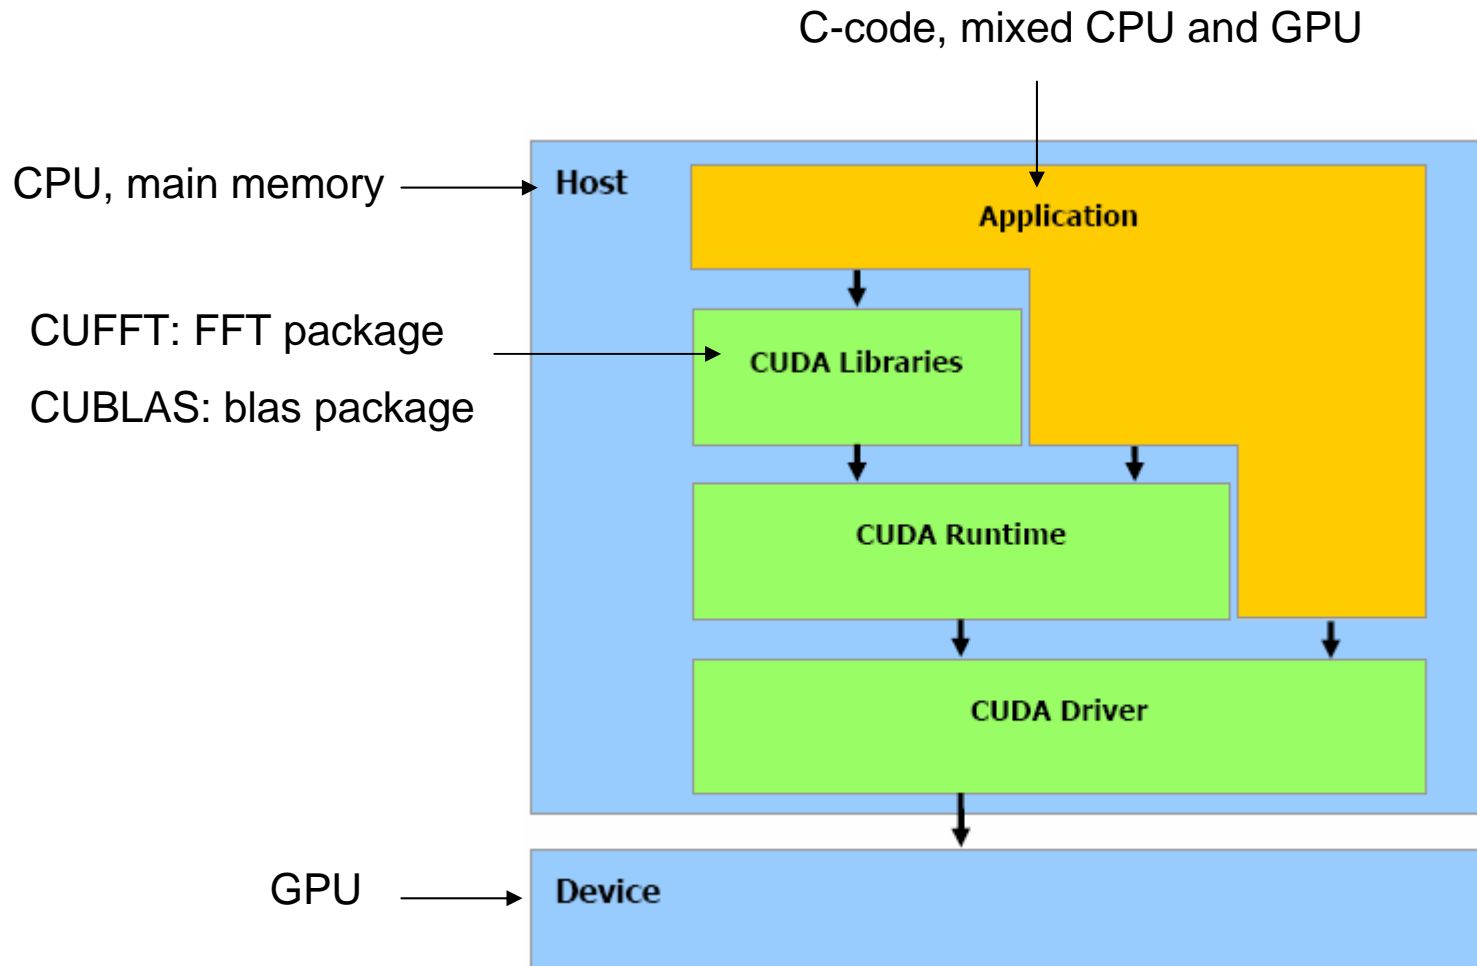 C-code, mixed CPU and GPU
CPU, main memory
Host
Application
CUFFT: FFT package
CUBLAS: blas package
CUDA Libraries
CUDA Runtime
CUDA Driver
GPU
Device